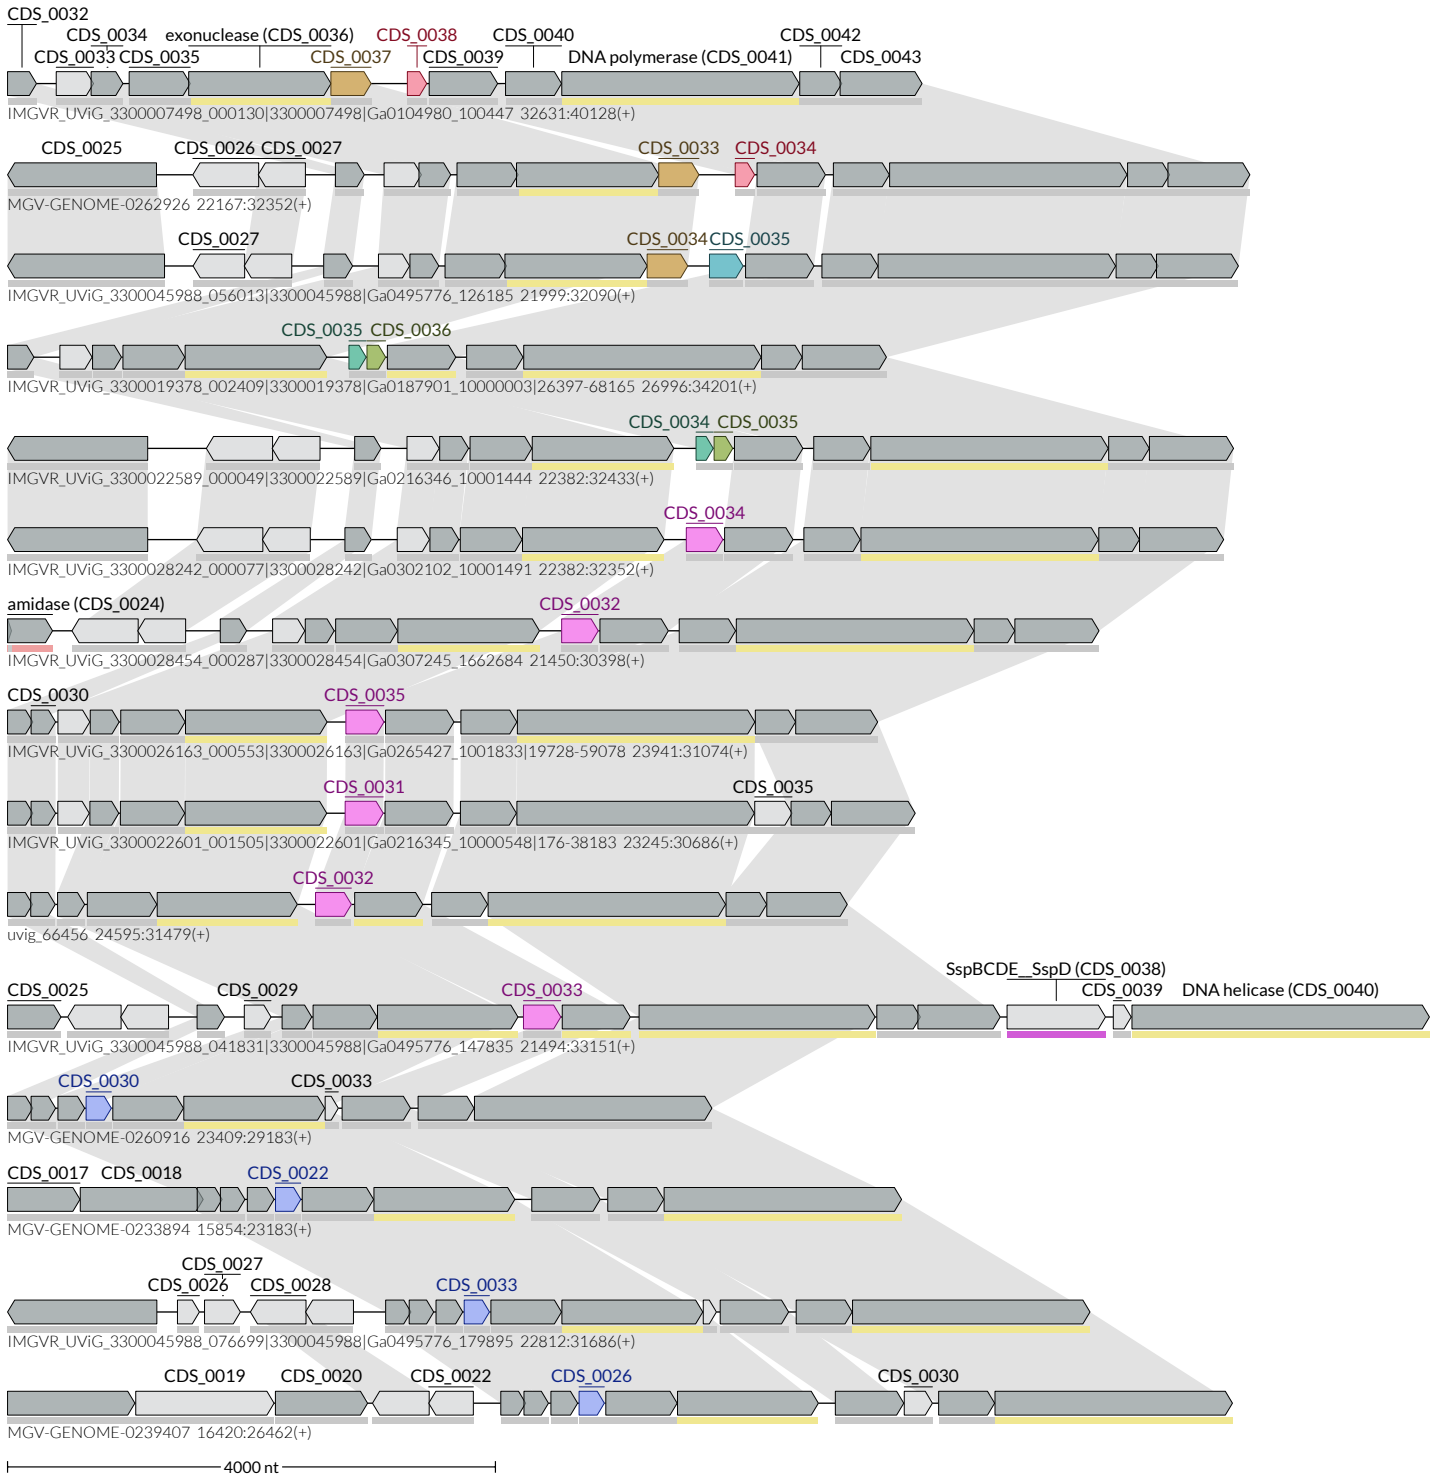 CDS_0032
CDS_0034 exonuclease (CDS_0036) CDS_0038 CDS_0040 CDS_0042
CDS_0033 CDS_0035 CDS_0037 CDS_0039 DNA polymerase (CDS_0041) CDS_0043
IMGVR_UViG_3300007498_000130|3300007498|Ga0104980_100447 32631:40128(+)
CDS_0025 CDS_0026 CDS_0027 CDS_0033 CDS_0034
MGV-GENOME-0262926 22167:32352(+)
CDS_0027 CDS_0034 CDS_0035
IMGVR_UViG_3300045988_056013|3300045988|Ga0495776_126185 21999:32090(+)
CDS_0035 CDS_0036
IMGVR_UViG_3300019378_002409|3300019378|Ga0187901_10000003|26397-68165 26996:34201(+)
CDS_0034 CDS_0035
IMGVR_UViG_3300022589_000049|3300022589|Ga0216346_10001444 22382:32433(+)
CDS_0034
IMGVR_UViG_3300028242_000077|3300028242|Ga0302102_10001491 22382:32352(+)
amidase (CDS_0024) CDS_0032
IMGVR_UViG_3300028454_000287|3300028454|Ga0307245_1662684 21450:30398(+)
CDS_0030 CDS_0035
IMGVR_UViG_3300026163_000553|3300026163|Ga0265427_1001833|19728-59078 23941:31074(+)
CDS_0031 CDS_0035
IMGVR_UViG_3300022601_001505|3300022601|Ga0216345_10000548|176-38183 23245:30686(+)
CDS_0032
uvig_66456 24595:31479(+)
SspBCDE__SspD (CDS_0038)
CDS_0025 CDS_0029 CDS_0033 CDS_0039 DNA helicase (CDS_0040)
IMGVR_UViG_3300045988_041831|3300045988|Ga0495776_147835 21494:33151(+)
CDS_0030 CDS_0033
MGV-GENOME-0260916 23409:29183(+)
CDS_0017 CDS_0018 CDS_0022
MGV-GENOME-0233894 15854:23183(+)
CDS_0027
CDS_0026 CDS_0028 CDS_0033
IMGVR_UViG_3300045988_076699|3300045988|Ga0495776_179895 22812:31686(+)
CDS_0019 CDS_0020 CDS_0022 CDS_0026 CDS_0030
MGV-GENOME-0239407 16420:26462(+)
4000 nt